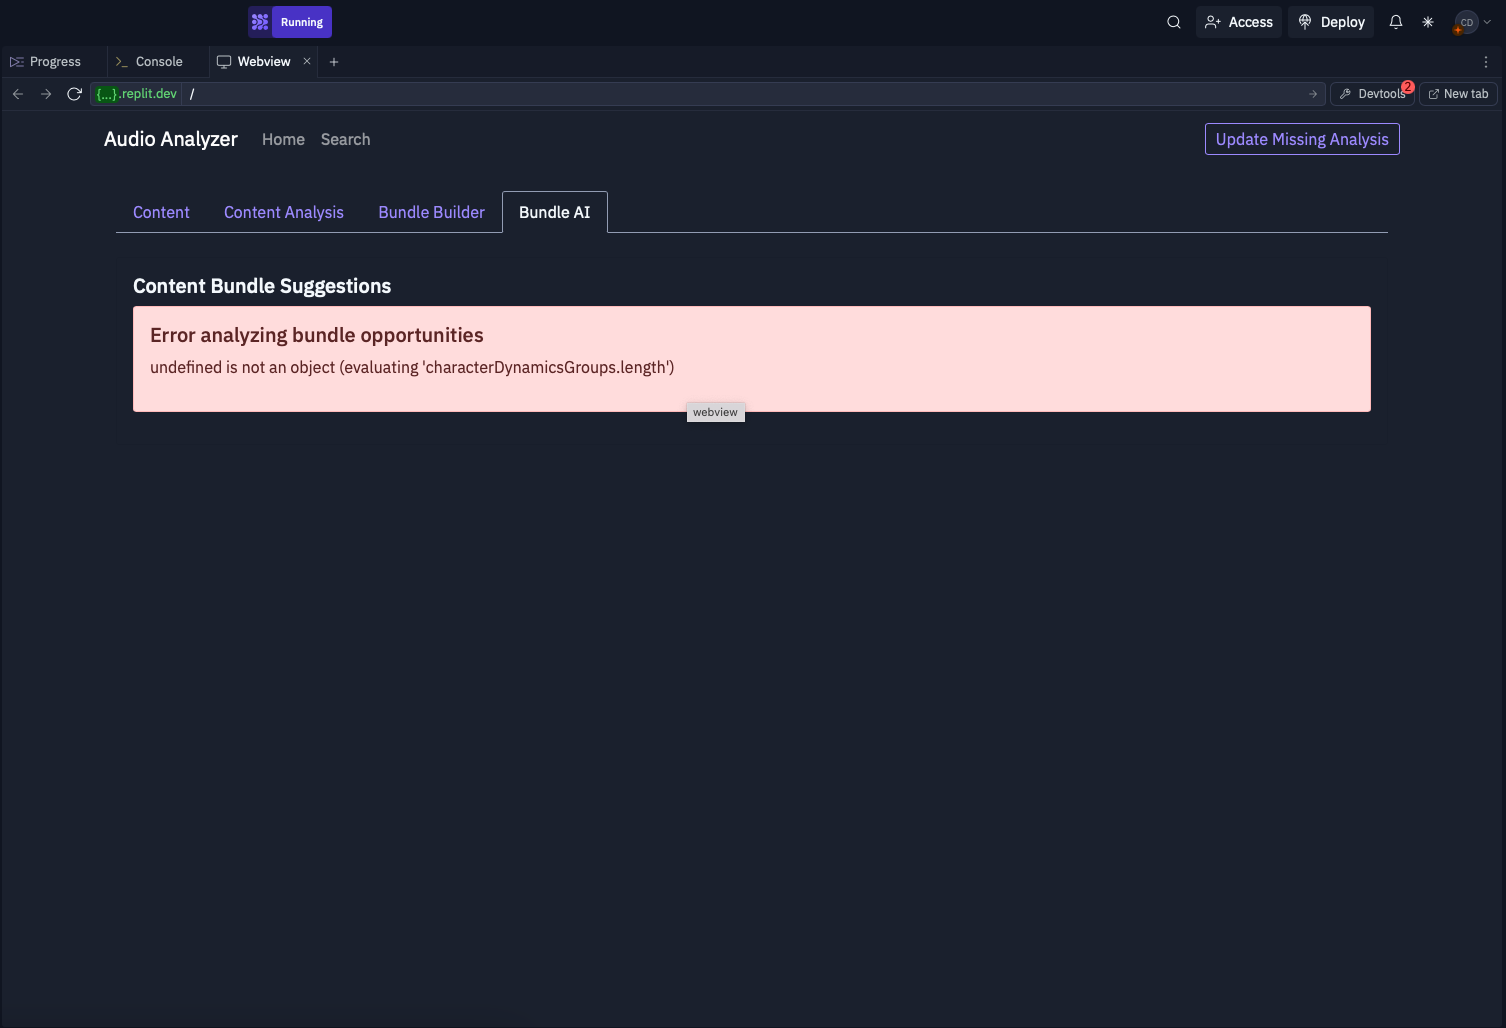 Running
Access
Deploy
CD
Progress
Console
Webview
{...}.replit.dev /
Devtools 2
New tab
Audio Analyzer
Home
Search
Update Missing Analysis
Content
Content Analysis
Bundle Builder
Bundle AI
Content Bundle Suggestions
Error analyzing bundle opportunities
undefined is not an object (evaluating 'characterDynamicsGroups.length')
webview